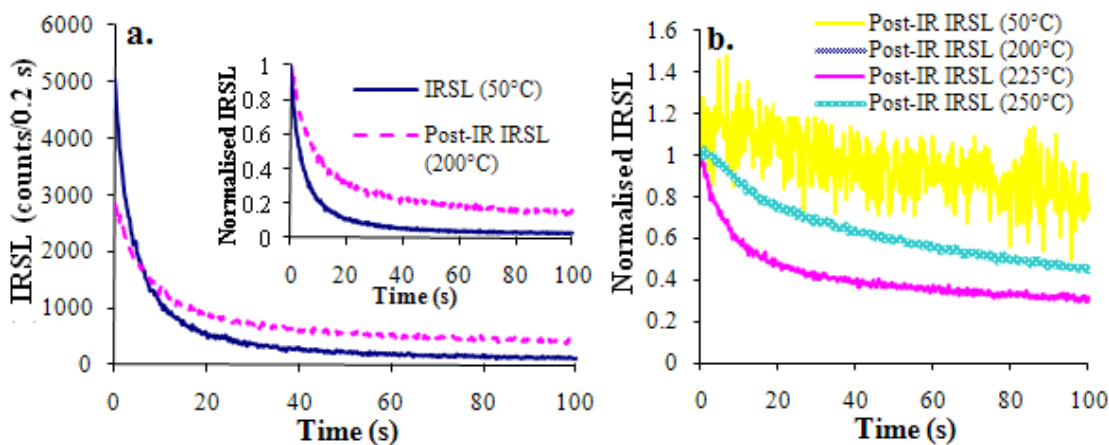 a.
IRSL (counts/0.2 s)
6000
5000
4000
3000
2000
1000
0
0 20 40 60 80 100
Time (s)
Normalised IRSL
1
0.8
0.6
0.4
0.2
0
0 20 40 60 80 100
Time (s)
IRSL (50°C)
Post-IR IRSL
(200°C)
b.
Normalised IRSL
1.6
1.4
1.2
1
0.8
0.6
0.4
0.2
0
0 20 40 60 80 100
Time (s)
Post-IR IRSL (50°C)
Post-IR IRSL (200°C)
Post-IR IRSL (225°C)
Post-IR IRSL (250°C)